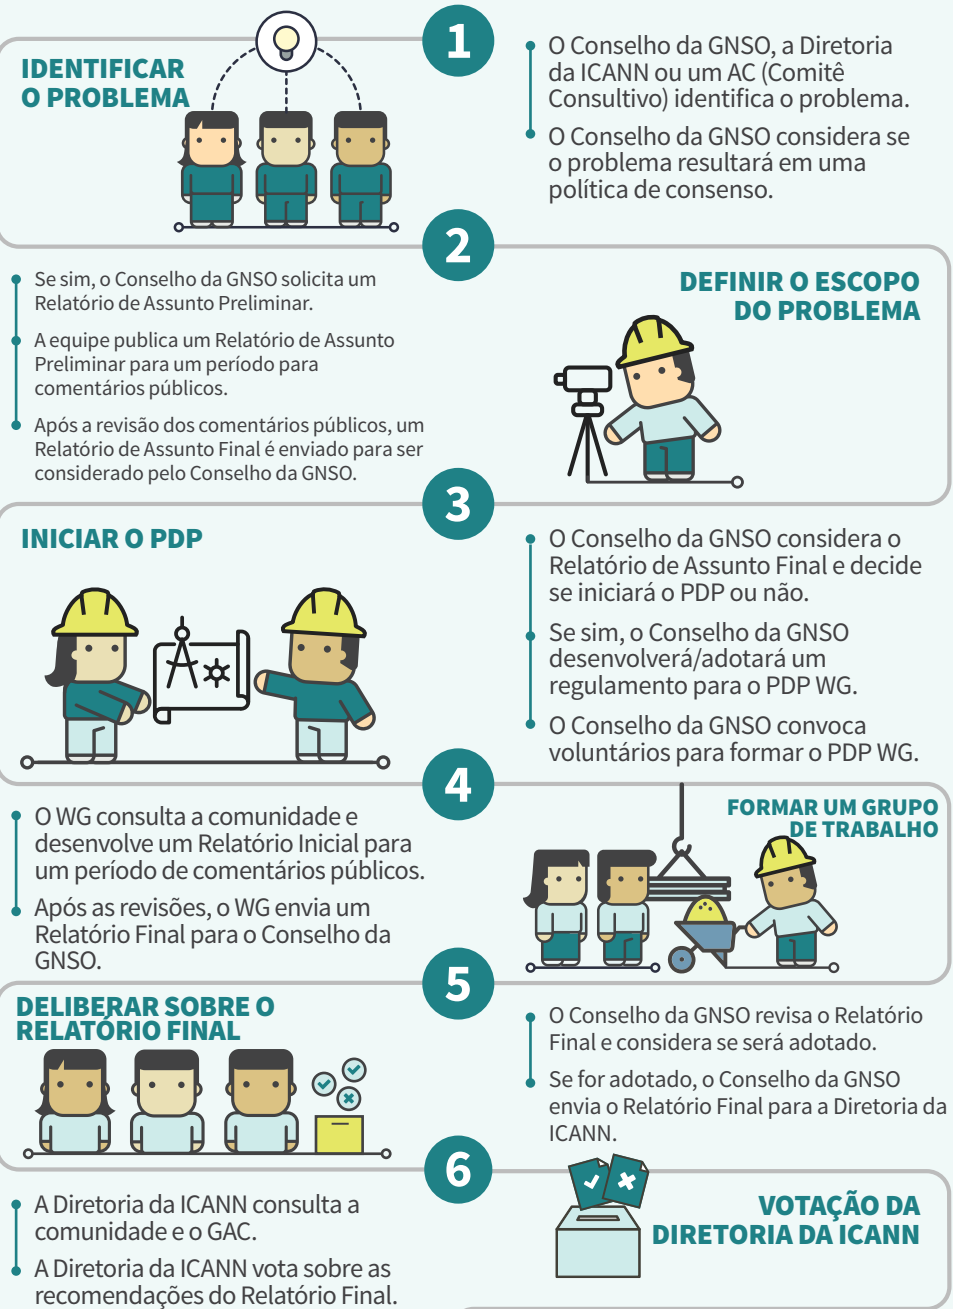 1
IDENTIFICAR
O PROBLEMA
O Conselho da GNSO, a Diretoria
da ICANN ou um AC (Comitê
Consultivo) identifica o problema.
O Conselho da GNSO considera se
o problema resultará em uma
política de consenso.
2
DEFINIR O ESCOPO
DO PROBLEMA
Se sim, o Conselho da GNSO solicita um
Relatório de Assunto Preliminar.
A equipe publica um Relatório de Assunto
Preliminar para um período para
comentários públicos.
Após a revisão dos comentários públicos, um
Relatório de Assunto Final é enviado para ser
considerado pelo Conselho da GNSO.
3
INICIAR O PDP
O Conselho da GNSO considera o
Relatório de Assunto Final e decide
se iniciará o PDP ou não.
Se sim, o Conselho da GNSO
desenvolverá/adotará um
regulamento para o PDP WG.
O Conselho da GNSO convoca
voluntários para formar o PDP WG.
4
FORMAR UM GRUPO
DE TRABALHO
O WG consulta a comunidade e
desenvolve um Relatório Inicial para
um período de comentários públicos.
Após as revisões, o WG envia um
Relatório Final para o Conselho da
GNSO.
5
DELIBERAR SOBRE O
RELATÓRIO FINAL
O Conselho da GNSO revisa o Relatório
Final e considera se será adotado.
Se for adotado, o Conselho da GNSO
envia o Relatório Final para a Diretoria da
ICANN.
6
VOTAÇÃO DA
DIRETORIA DA ICANN
A Diretoria da ICANN consulta a
comunidade e o GAC.
A Diretoria da ICANN vota sobre as
recomendações do Relatório Final.